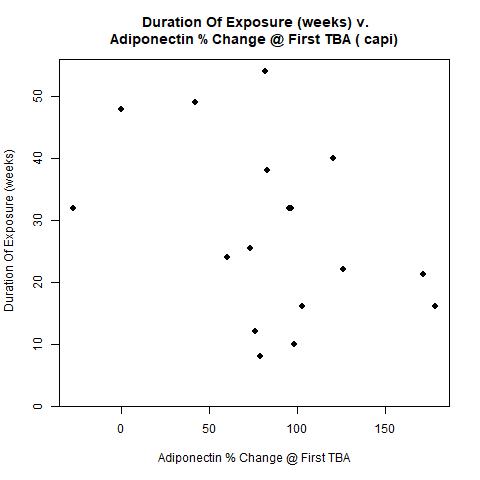 Duration Of Exposure (weeks) v.
Adiponectin % Change @ First TBA ( capi)
Duration Of Exposure (weeks)
50
40
30
20
10
0
0 50 100 150
Adiponectin % Change @ First TBA